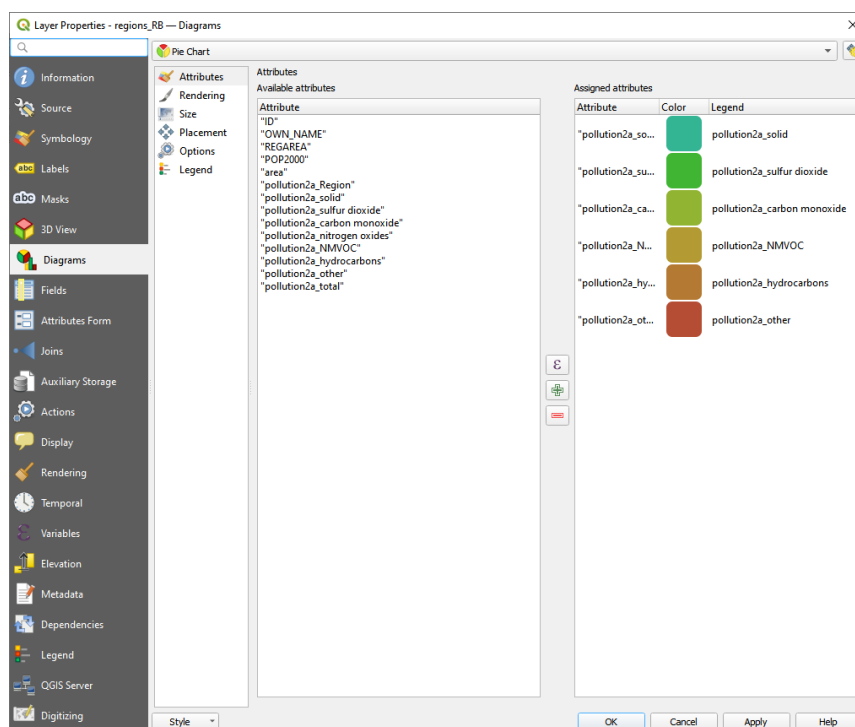 Layer Properties - regions_RB — Diagrams
Pie Chart
Information
Source
Symbology
abc Labels
abc Masks
3D View
Diagrams
Fields
Attributes Form
Joins
Auxiliary Storage
Actions
Display
Rendering
Temporal
Variables
Elevation
Metadata
Dependencies
Legend
QGIS Server
Digitizing
Attributes
Rendering
Size
Placement
Options
Legend
Attributes
Available attributes
Attribute
"ID"
"OWN_NAME"
"REGAREA"
"POP2000"
"area"
"pollution2a_Region"
"pollution2a_solid"
"pollution2a_sulfur dioxide"
"pollution2a_carbon monoxide"
"pollution2a_nitrogen oxides"
"pollution2a_NMVOC"
"pollution2a_hydrocarbons"
"pollution2a_other"
"pollution2a_total"
ε
Assigned attributes
Attribute Color Legend
"pollution2a_so... pollution2a_solid
"pollution2a_su... pollution2a_sulfur dioxide
"pollution2a_ca... pollution2a_carbon monoxide
"pollution2a_N... pollution2a_NMVOC
"pollution2a_hy... pollution2a_hydrocarbons
"pollution2a_ot... pollution2a_other
Style OK Cancel Apply Help